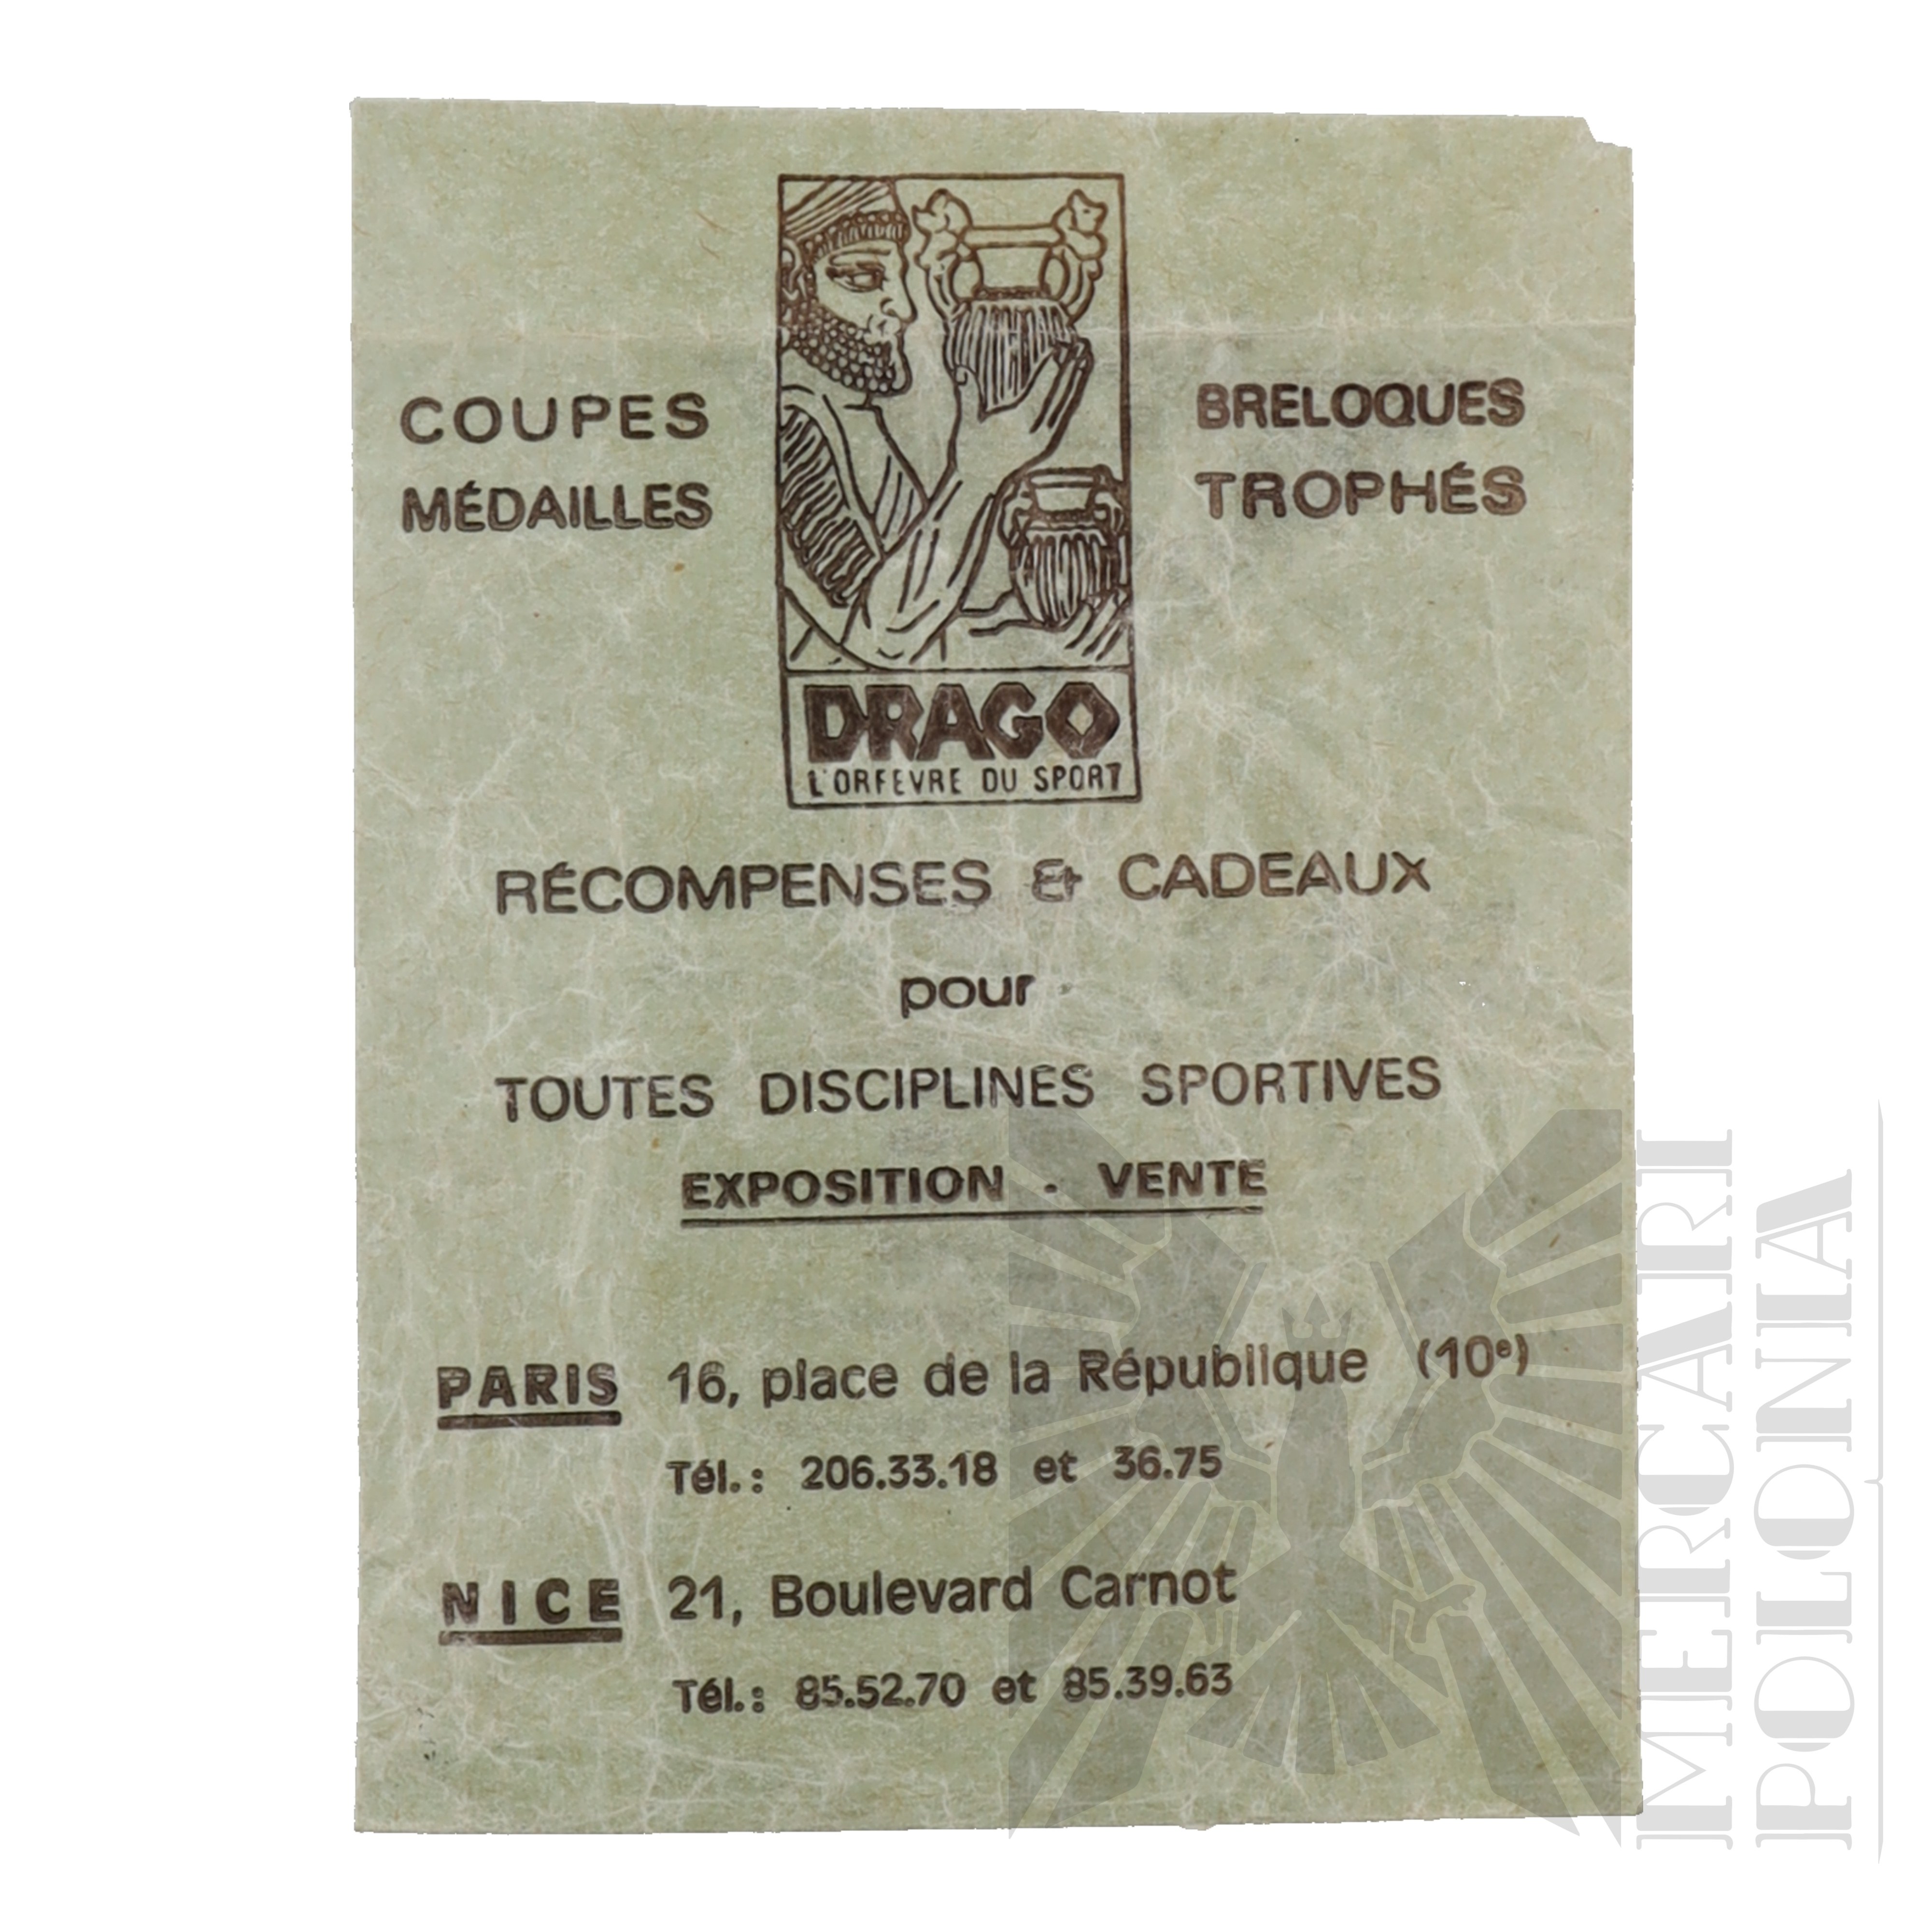 COUPES
MÉDAILLES
BRELOQUES
TROPHÉS
DRAGO
L'ORFEVRE DU SPORT
RÉCOMPENSES & CADEAUX
pour
TOUTES DISCIPLINES SPORTIVES
EXPOSITION - VENTE
PARIS 16, place de la République (10e)
Tél.: 206.33.18 et 36.75
NICE 21, Boulevard Carnot
Tél.: 85.52.70 et 85.39.63
MERCARI
POLONIA